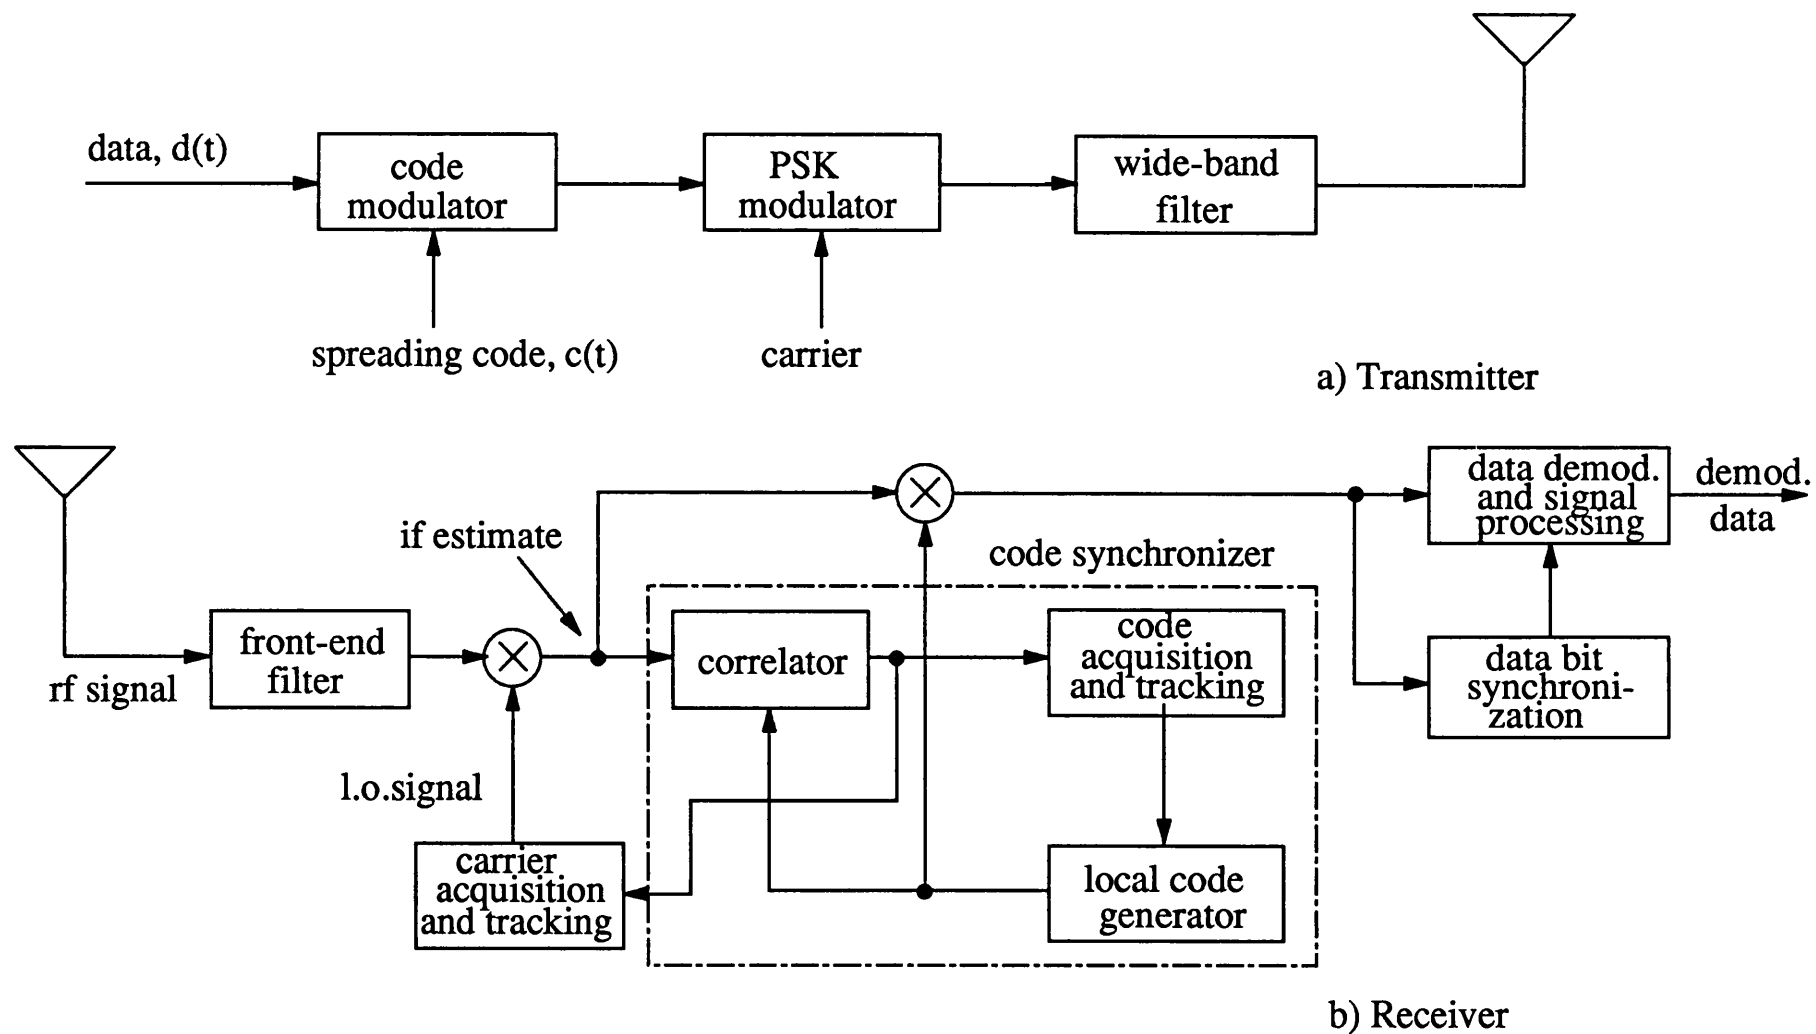 data, d(t)
code
modulator
PSK
modulator
wide-band
filter
spreading code, c(t)
carrier
a) Transmitter
data demod.
and signal
processing
demod.
data
if estimate
code synchronizer
rf signal
front-end
filter
correlator
code
acquisition
and tracking
data bit
synchroni-
zation
l.o.signal
carrier
acquisition
and tracking
local code
generator
b) Receiver